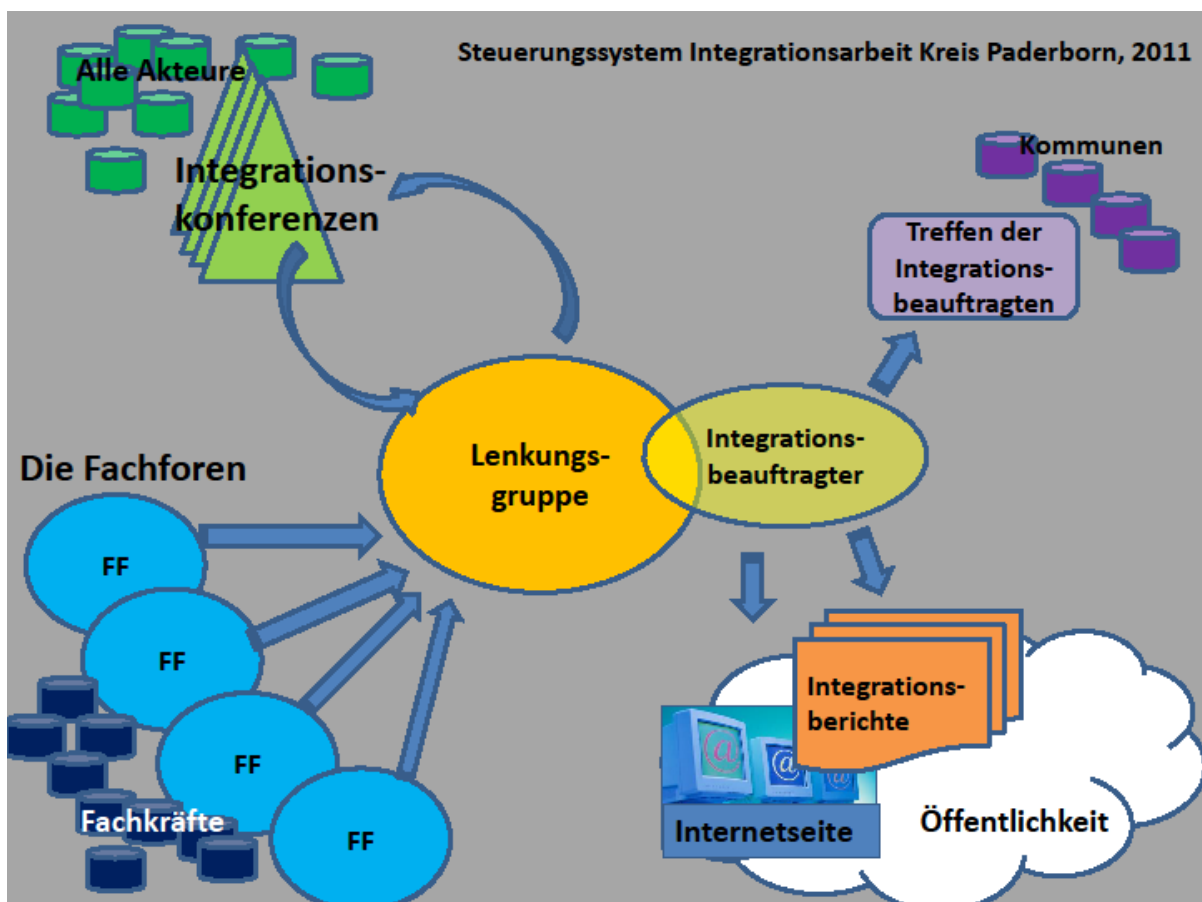 Steuerungssystem Integrationsarbeit Kreis Paderborn, 2011
Alle Akteure
Integrations-
konferenzen
Kommunen
Treffen der
Integrations-
beauftragten
Lenkungs-
gruppe
Integrations-
beauftragter
Die Fachforen
FF
FF
FF
FF
Fachkräfte
Integrations-
berichte
@
@
@
Internetseite
Öffentlichkeit